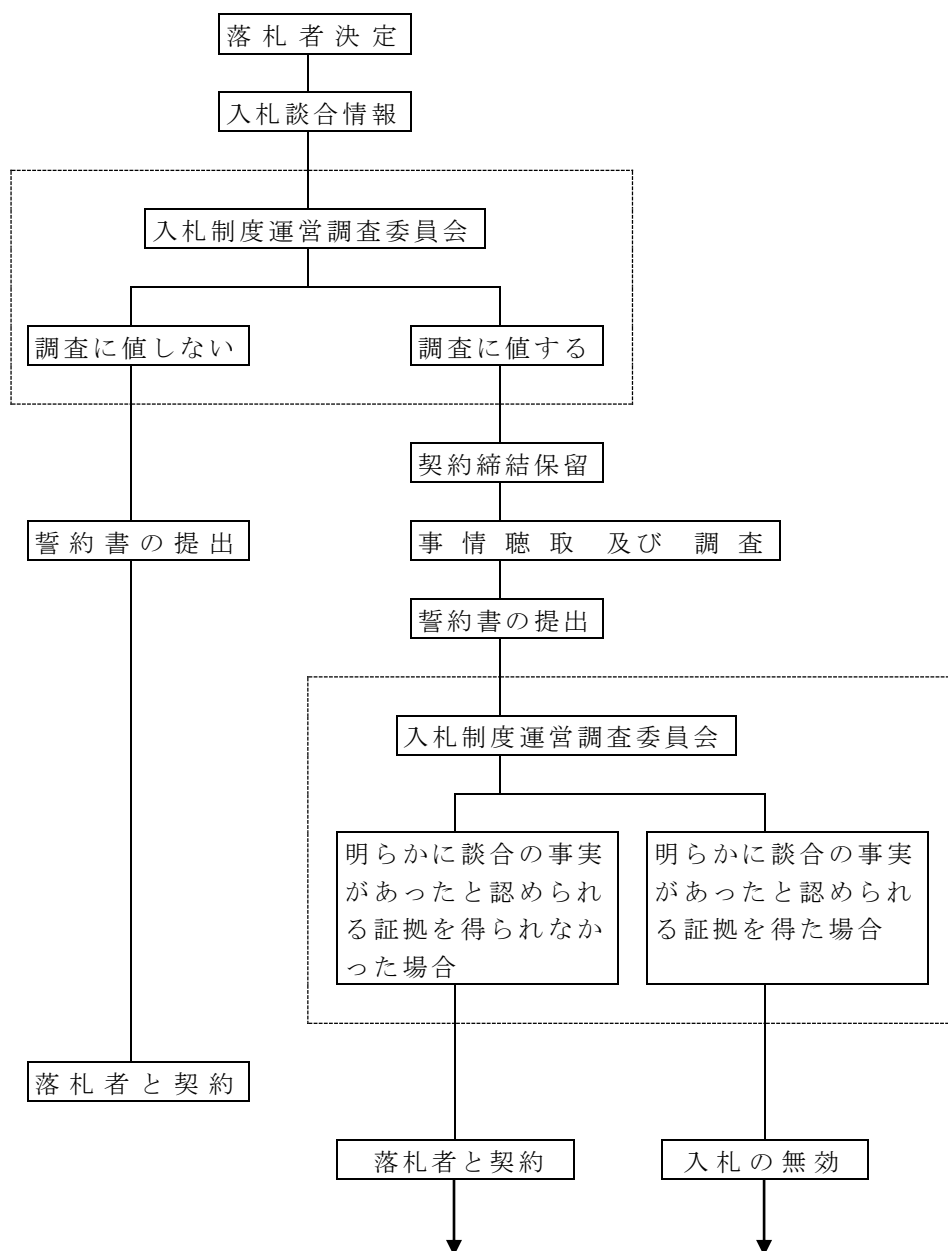 落札者決定
入札談合情報
入札制度運営調査委員会
調査に値しない
調査に値する
契約締結保留
誓約書の提出
事情聴取 及び 調査
誓約書の提出
入札制度運営調査委員会
明らかに談合の事実
があったと認められ
る証拠を得られなか
った場合
明らかに談合の事実
があったと認められ
る証拠を得た場合
落札者と契約
落札者と契約
入札の無効